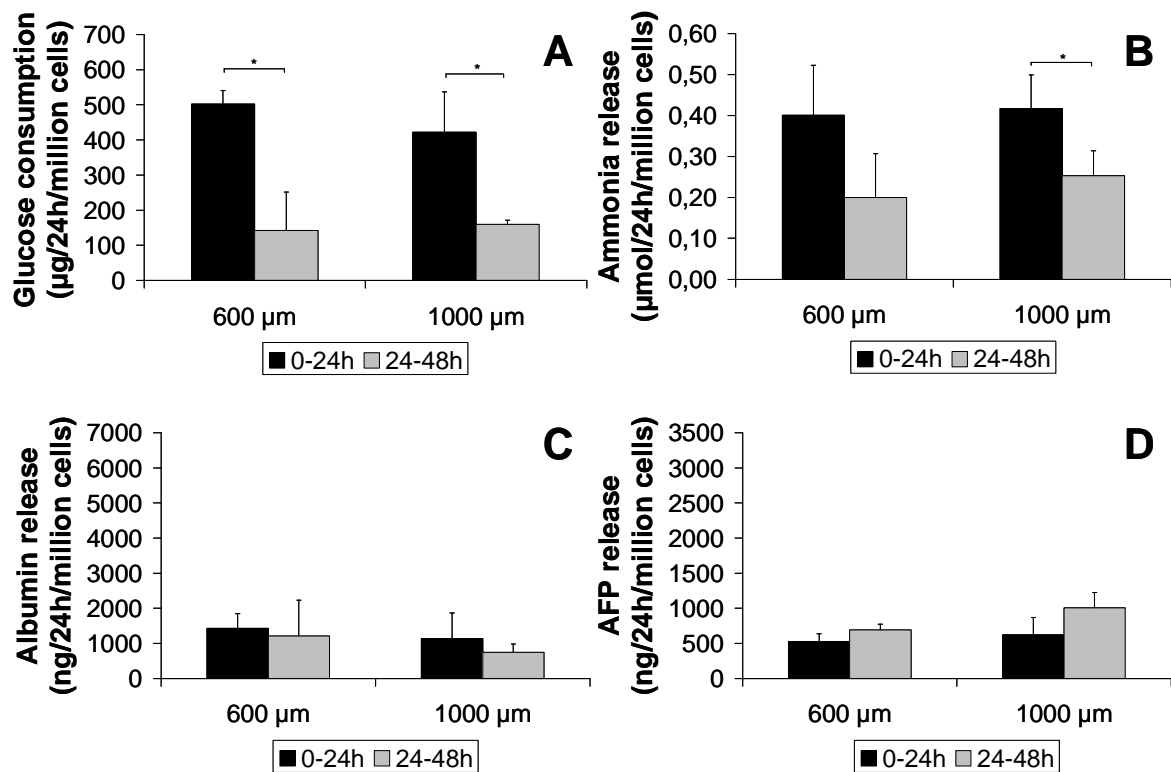 A
Glucose consumption
(µg/24h/million cells)
700
600
500
400
300
200
100
0
*
*
600 µm
1000 µm
0-24h 24-48h
B
Ammonia release
(µmol/24h/million cells)
0,60
0,50
0,40
0,30
0,20
0,10
0,00
*
600 µm
1000 µm
0-24h 24-48h
C
Albumin release
(ng/24h/million cells)
7000
6000
5000
4000
3000
2000
1000
0
600 µm
1000 µm
0-24h 24-48h
D
AFP release
(ng/24h/million cells)
3500
3000
2500
2000
1500
1000
500
0
600 µm
1000 µm
0-24h 24-48h